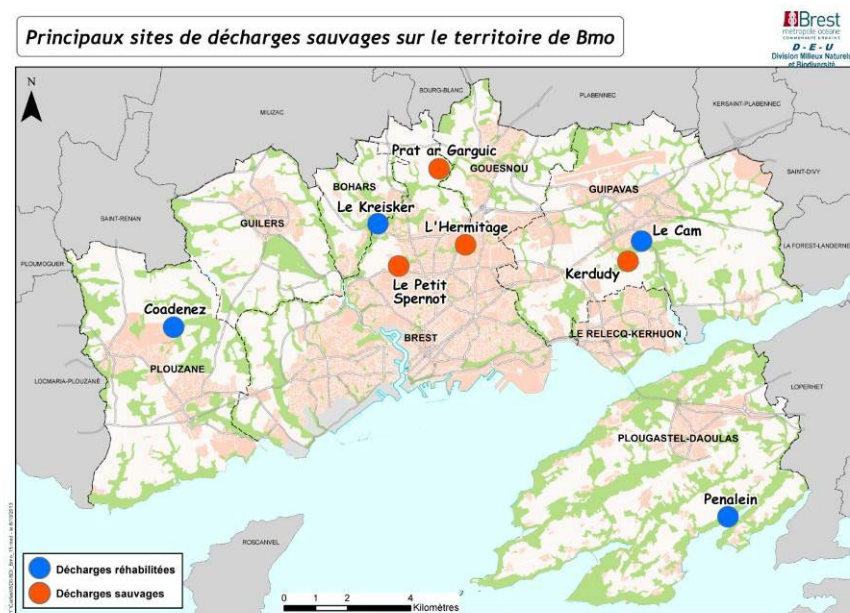 Principaux sites de décharges sauvages sur le territoire de Bmo
Brest
métropole océane
COMMUNAUTÉ URBAINE
D - E - U
Division Milieux Naturels
et Biodiversité
N
BOURG-BLANC
PLABENNEC
KERSAINT-PLABENNEC
MILIZAC
Prat ar Garguic
GOUESNOU
SAINT-DIVY
BOHARS
GUIPAVAS
Le Kreisker
SAINT-RENAN
GUILERS
L'Hermitage
Le Cam
LA FOREST-LANDERNE
PLOUMOGUER
Kerdudy
Le Petit
Spernot
Coadenez
BREST
LE RELECQ-KERHUON
PLOUZANE
LOCMARIA-PLOUZANE
LOPERHET
PLOUGASTEL-DAOULAS
Penalein
ROSCANVEL
Décharges réhabilitées
Décharges sauvages
0 2 4
Kilomètres